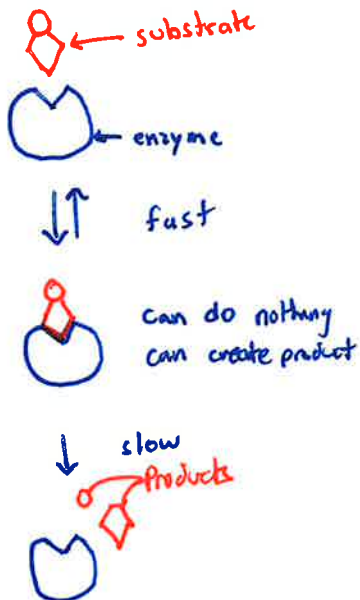 substrate
enzyme
fast
can do nothing
can create product
slow
Products